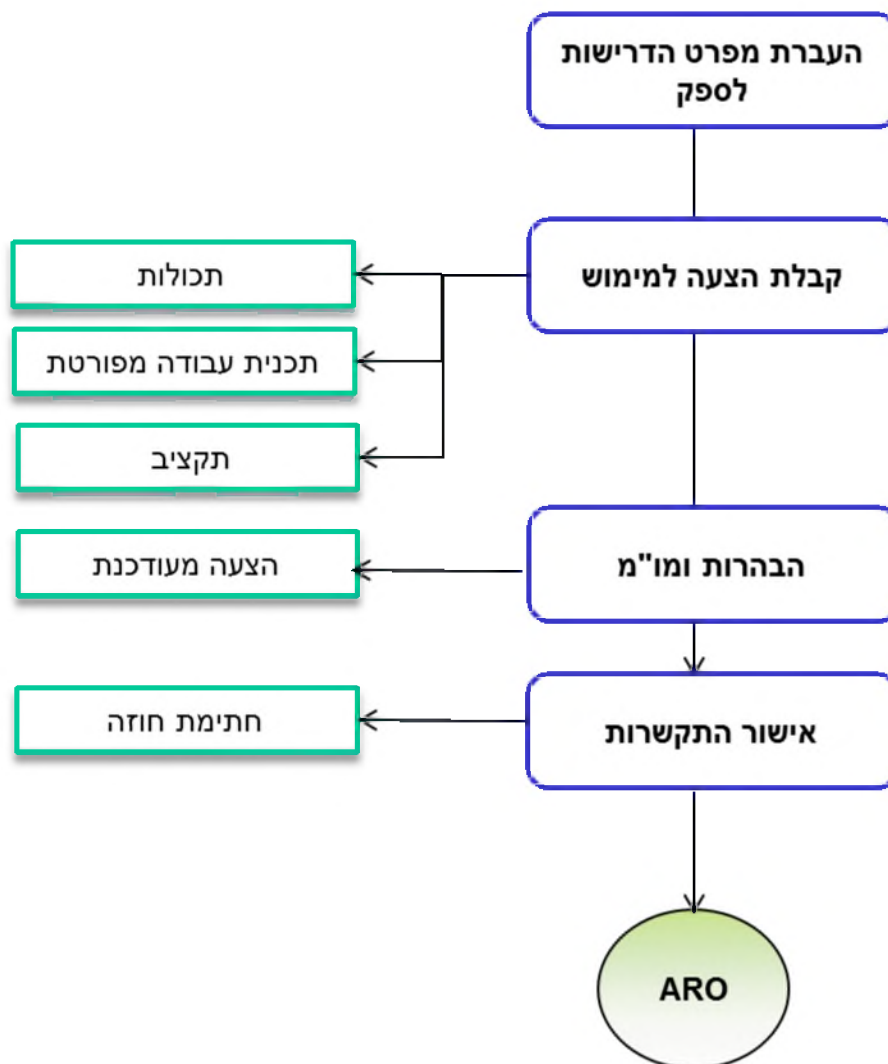 העברת מפרט הדרישות
לספק
קבלת הצעה למימוש
תכולות
תכנית עבודה מפורטת
תקציב
הבהרות ומו"מ
הצעה מעודכנת
אישור התקשרות
חתימת חוזה
ARO